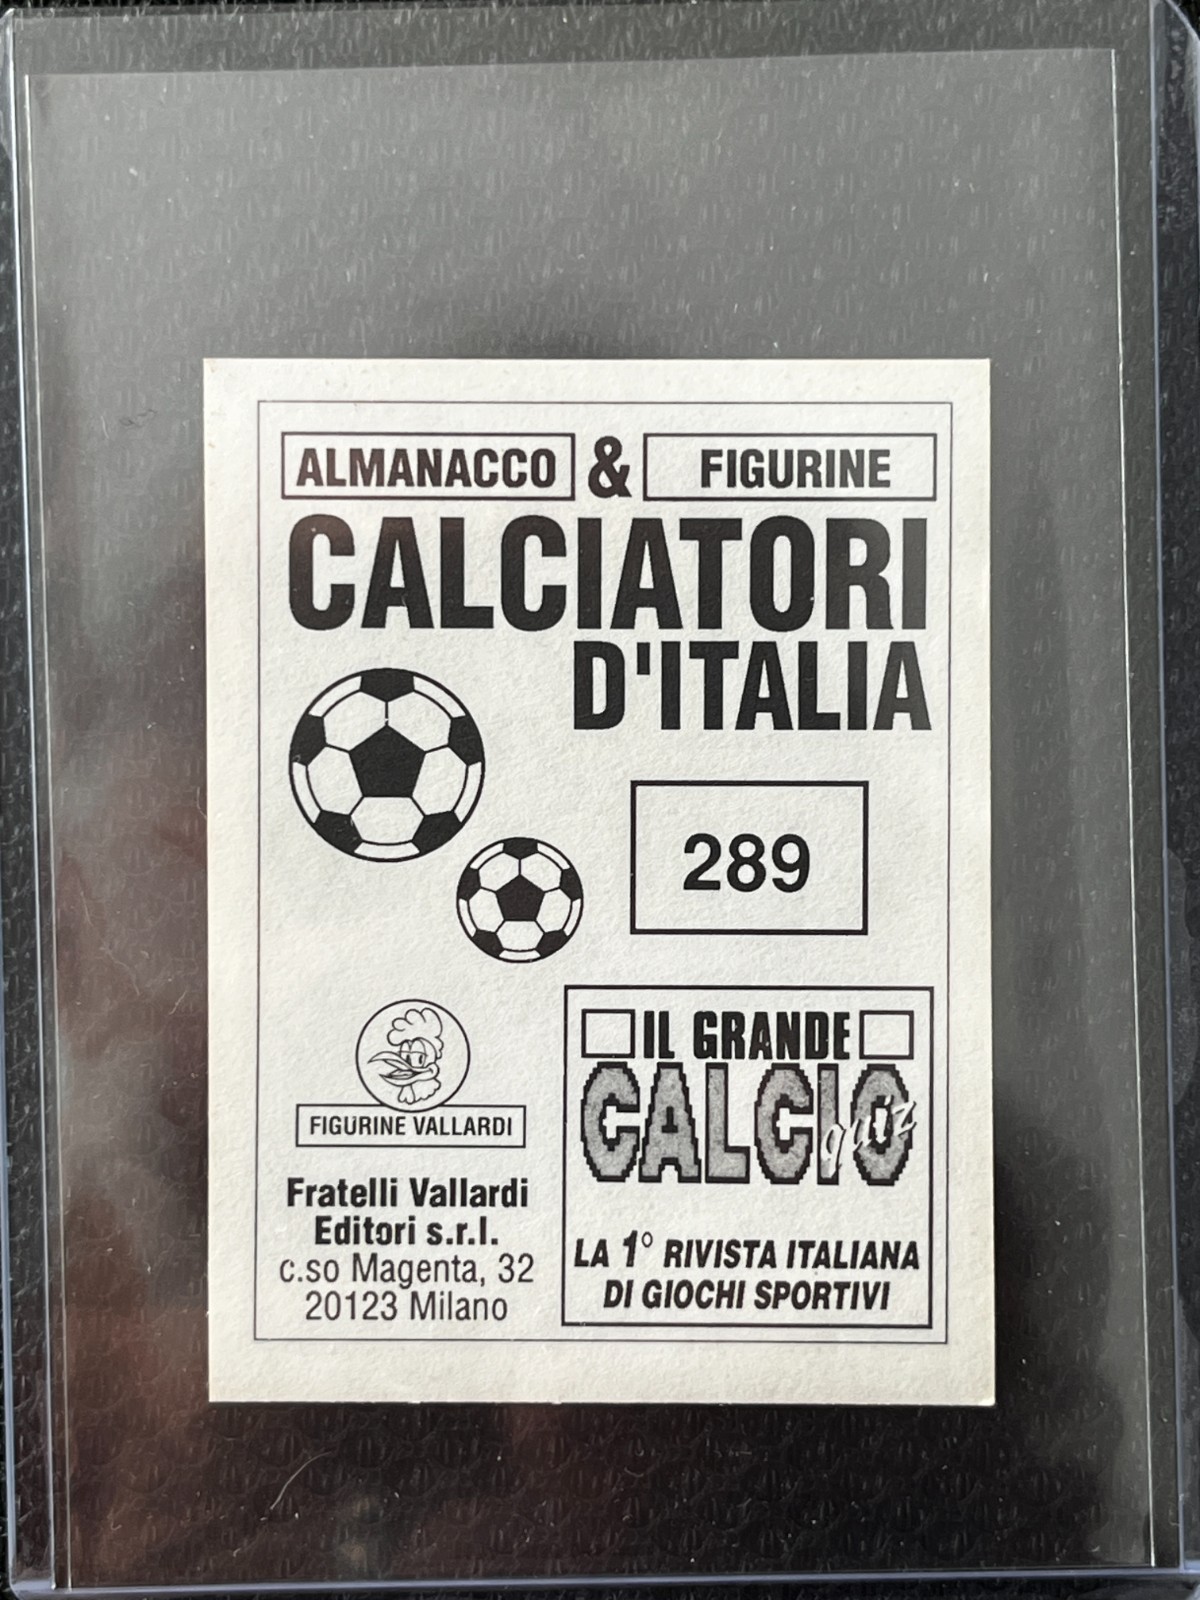 ALMANACCO & FIGURINE
CALCIATORI
D'ITALIA
289
FIGURINE VALLARDI
Fratelli Vallardi
Editori s.r.l.
c.so Magenta, 32
20123 Milano
IL GRANDE
CALCIO
quiz
LA 1° RIVISTA ITALIANA
DI GIOCHI SPORTIVI